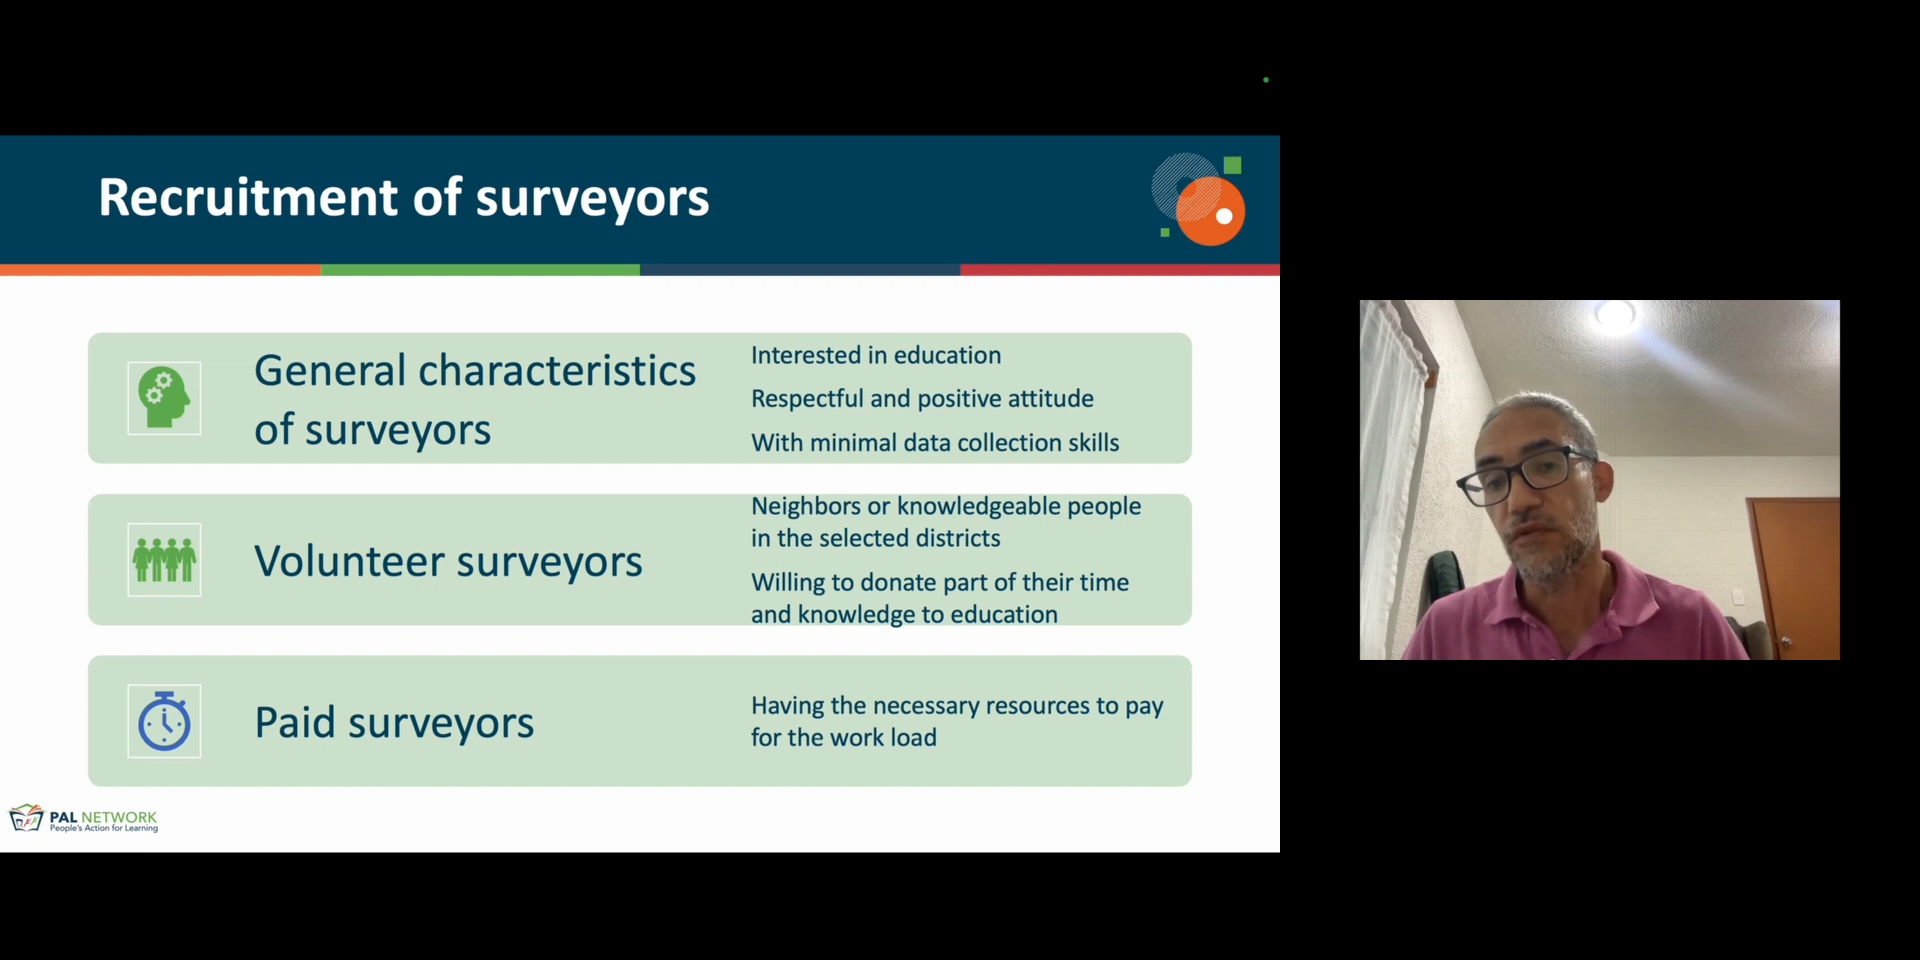 Recruitment of surveyors
General characteristics
of surveyors
Interested in education
Respectful and positive attitude
With minimal data collection skills
Volunteer surveyors
Neighbors or knowledgeable people
in the selected districts
Willing to donate part of their time
and knowledge to education
Paid surveyors
Having the necessary resources to pay
for the work load
PAL NETWORK
People's Action for Learning